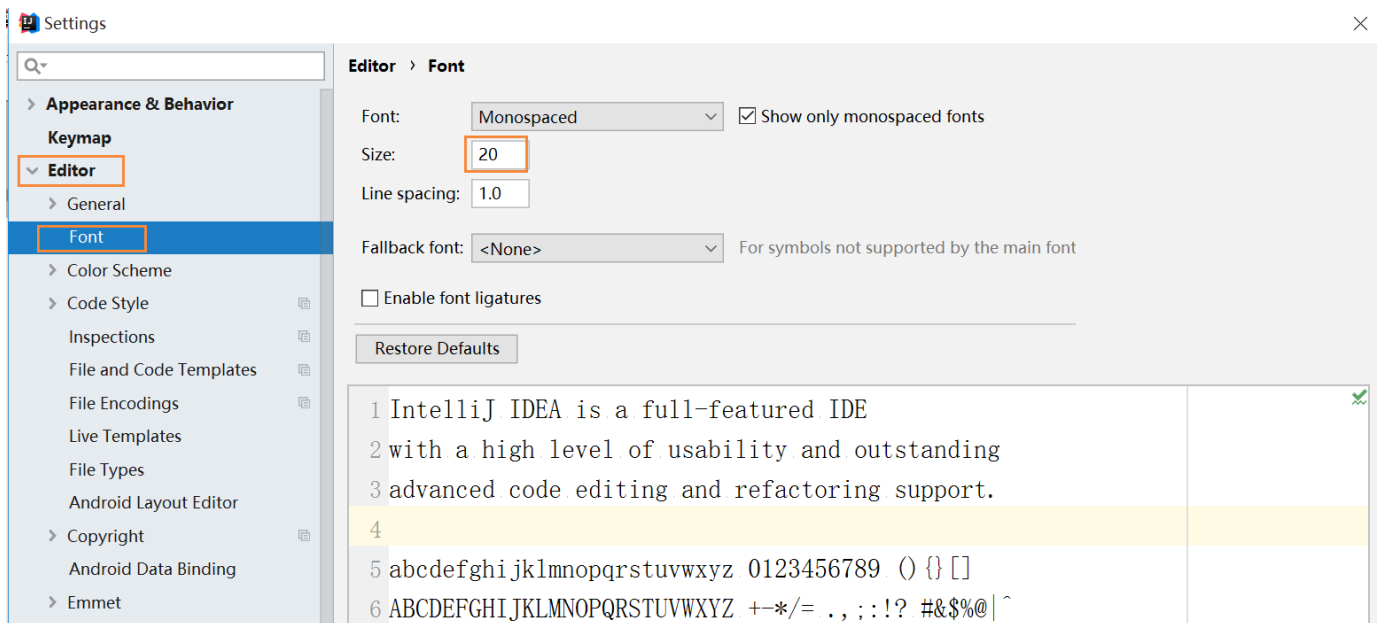 Settings
Appearance & Behavior
Keymap
Editor
General
Font
Color Scheme
Code Style
Inspections
File and Code Templates
File Encodings
Live Templates
File Types
Android Layout Editor
Copyright
Android Data Binding
Emmet
Editor › Font
Font: Monospaced Show only monospaced fonts
Size: 20
Line spacing: 1.0
Fallback font: <None> For symbols not supported by the main font
Enable font ligatures
Restore Defaults
1 IntelliJ IDEA is a full-featured IDE
2 with a high level of usability and outstanding
3 advanced code editing and refactoring support.
4
5 abcdefghijklmnopqrstuvwxyz 0123456789 (){}[]
6 ABCDEFGHIJKLMNOPQRSTUVWXYZ +-*/= .,;:!? #&$%@|^